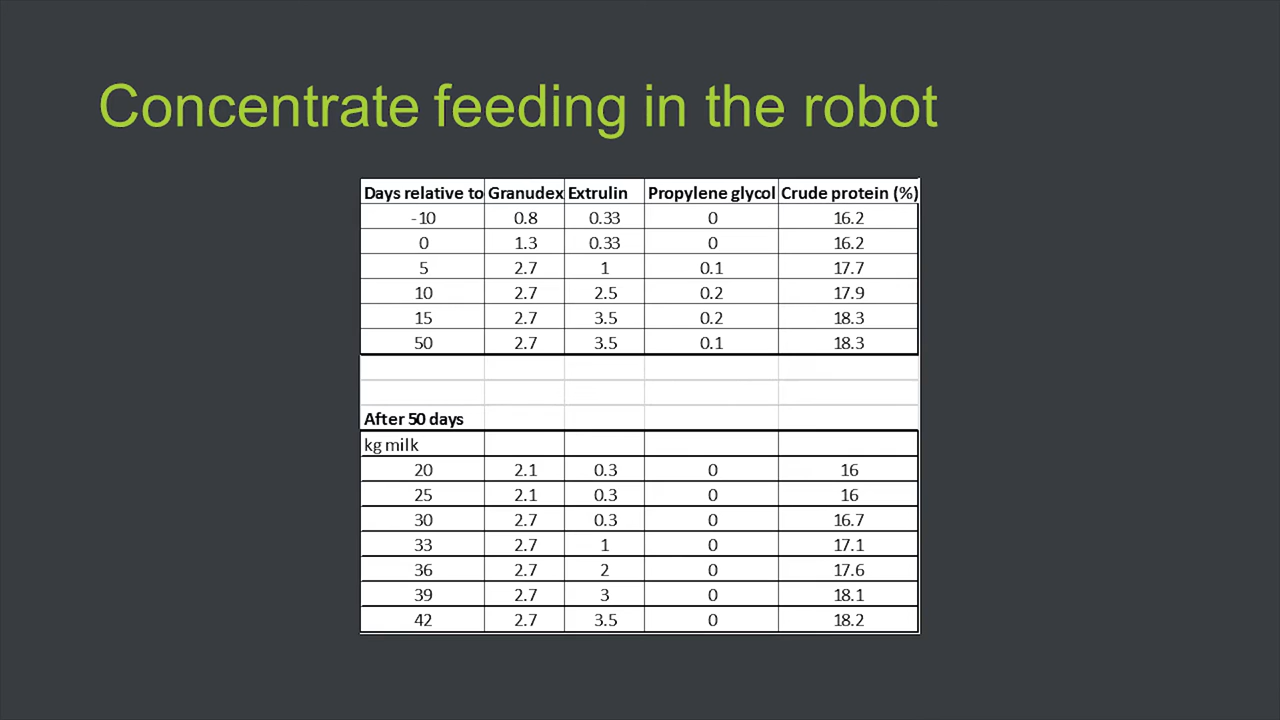 Concentrate feeding in the robot
Days relative to Granudex Extrulin Propylene glycol Crude protein (%)
-10 0.8 0.33 0 16.2
0 1.3 0.33 0 16.2
5 2.7 1 0.1 17.7
10 2.7 2.5 0.2 17.9
15 2.7 3.5 0.2 18.3
50 2.7 3.5 0.1 18.3
After 50 days
kg milk
20 2.1 0.3 0 16
25 2.1 0.3 0 16
30 2.7 0.3 0 16.7
33 2.7 1 0 17.1
36 2.7 2 0 17.6
39 2.7 3 0 18.1
42 2.7 3.5 0 18.2